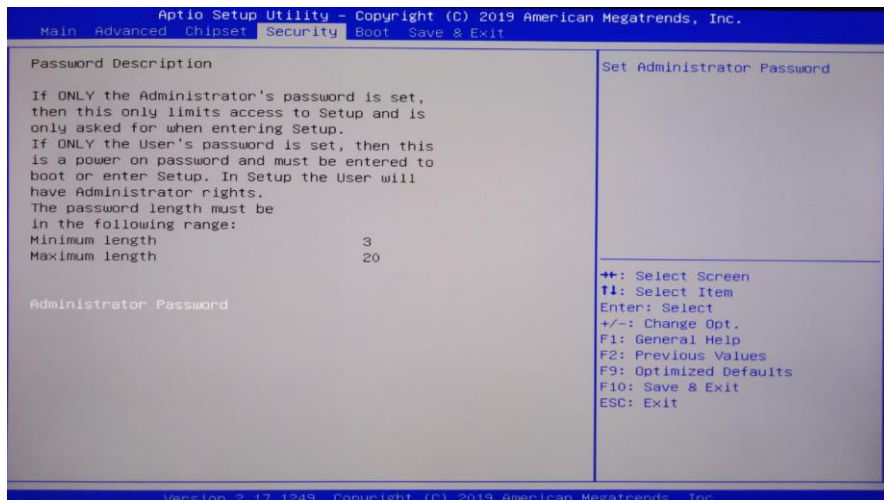 Aptio Setup Utility – Copyright (C) 2019 American Megatrends, Inc.
Main Advanced Chipset Security Boot Save & Exit
Password Description
If ONLY the Administrator's password is set,
then this only limits access to Setup and is
only asked for when entering Setup.
If ONLY the User's password is set, then this
is a power on password and must be entered to
boot or enter Setup. In Setup the User will
have Administrator rights.
The password length must be
in the following range:
Minimum length 3
Maximum length 20
Administrator Password
Set Administrator Password
→←: Select Screen
↑↓: Select Item
Enter: Select
+/-: Change Opt.
F1: General Help
F2: Previous Values
F9: Optimized Defaults
F10: Save & Exit
ESC: Exit
Version 2.17.1249. Copyright (C) 2019 American Megatrends, Inc.